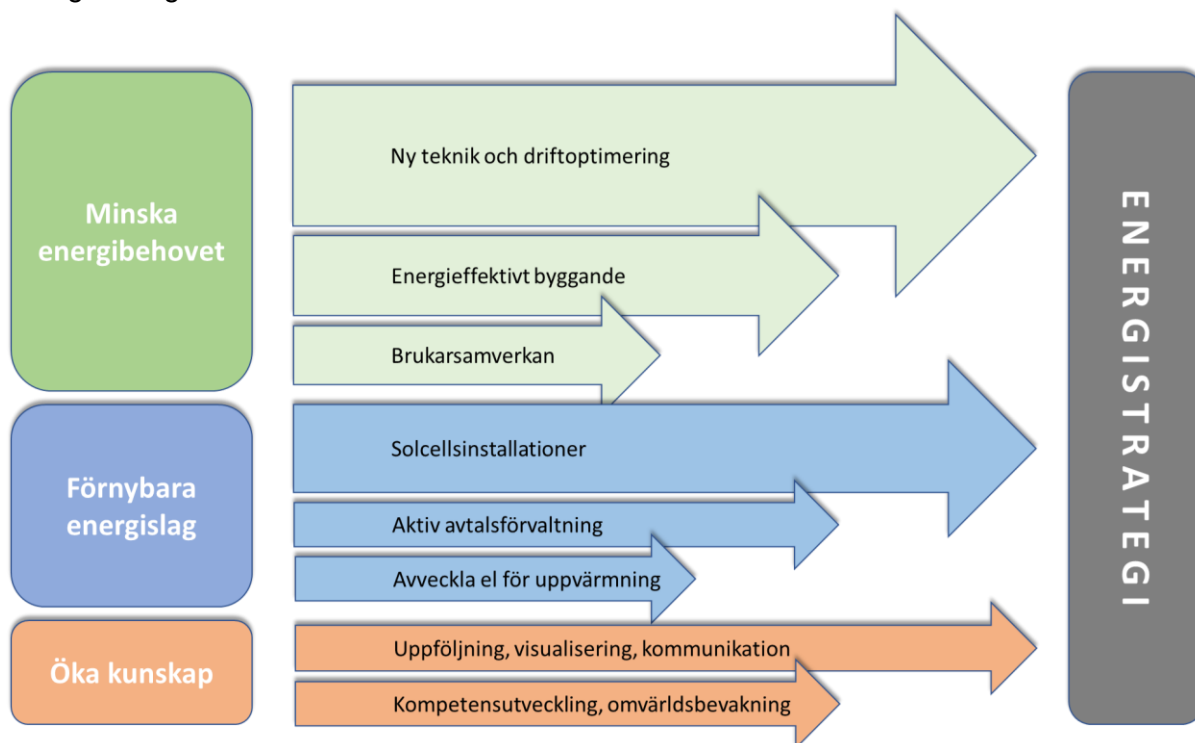 Minska
energibehovet
Ny teknik och driftoptimering
Energieffektivt byggande
Brukarsamverkan
Förnybara
energislag
Solcellsinstallationer
Aktiv avtalsförvaltning
Avveckla el för uppvärmning
Öka kunskap
Uppföljning, visualisering, kommunikation
Kompetensutveckling, omvärldsbevakning
ENERGISTRATEGI